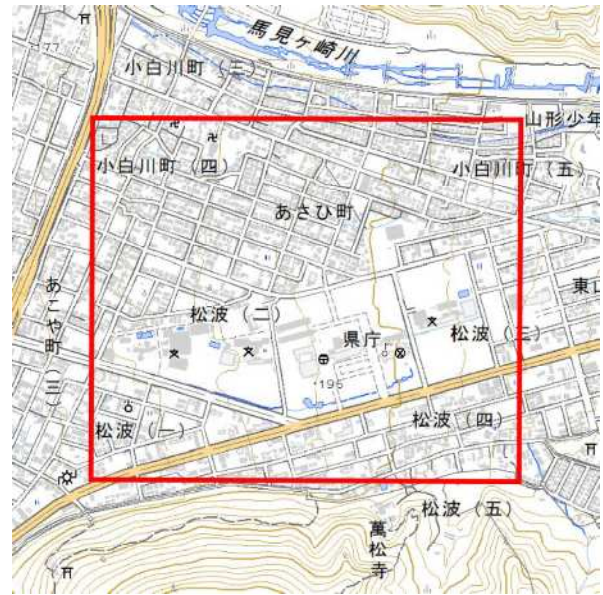 馬見ヶ崎川
・177
小白川町（三）
山形少年
小白川町（四）
小白川町（五）
あさひ町
あこや町（三）
松波（二）
県庁
松波（三）
東口
・195
松波（一）
松波（四）
松波（五）
萬松寺